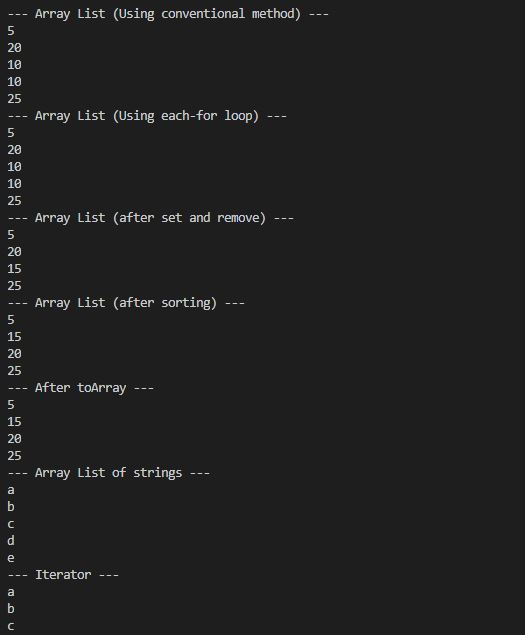 --- Array List (Using conventional method) ---
5
20
10
10
25
--- Array List (Using each-for loop) ---
5
20
10
10
25
--- Array List (after set and remove) ---
5
20
15
25
--- Array List (after sorting) ---
5
15
20
25
--- After toArray ---
5
15
20
25
--- Array List of strings ---
a
b
c
d
e
--- Iterator ---
a
b
c